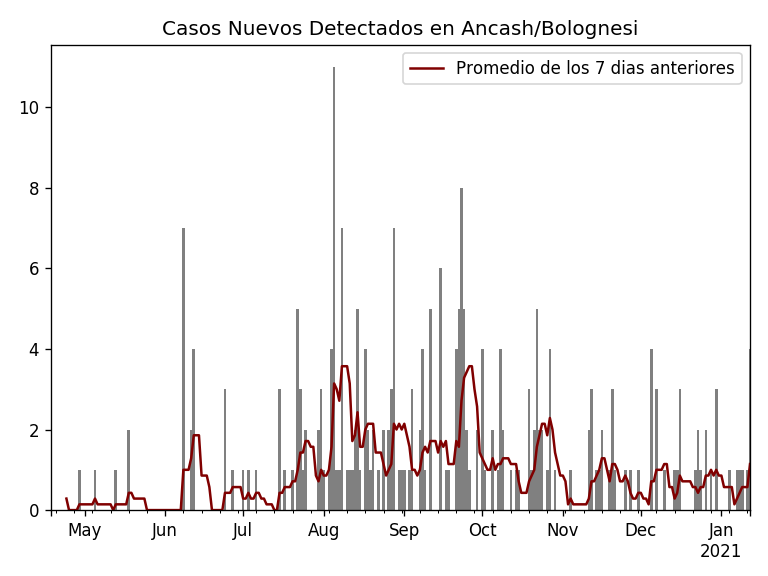 Casos Nuevos Detectados en Ancash/Bolognesi
Promedio de los 7 dias anteriores
10
8
6
4
2
0
May Jun Jul Aug Sep Oct Nov Dec Jan
2021